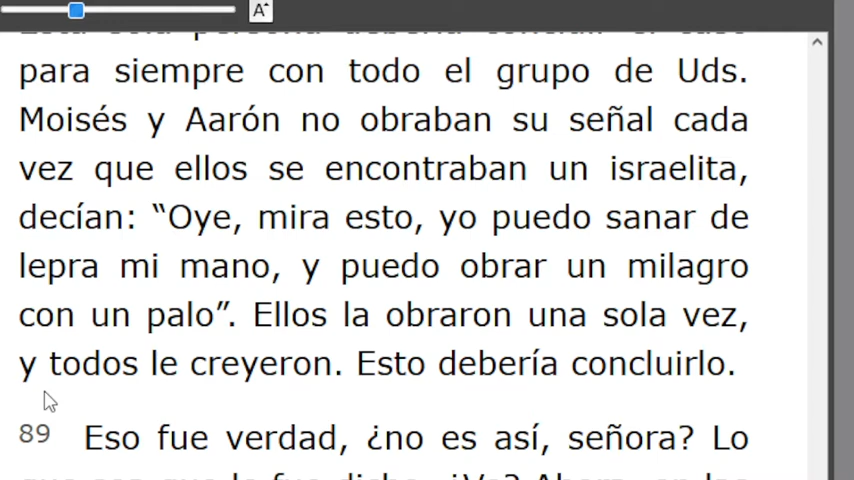 A
para siempre con todo el grupo de Uds.
Moisés y Aarón no obraban su señal cada
vez que ellos se encontraban un israelita,
decían: “Oye, mira esto, yo puedo sanar de
lepra mi mano, y puedo obrar un milagro
con un palo”. Ellos la obraron una sola vez,
y todos le creyeron. Esto debería concluirlo.
89 Eso fue verdad, ¿no es así, señora? Lo